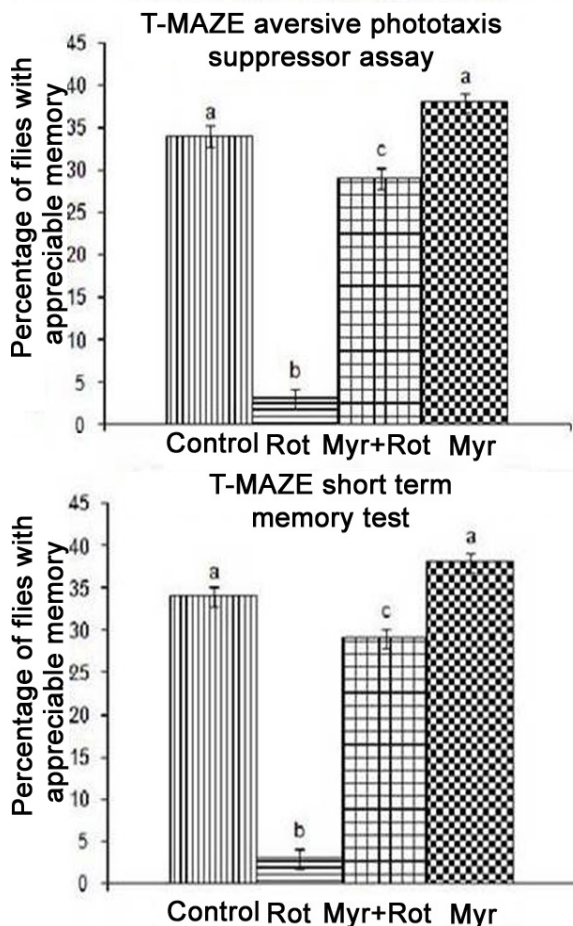 T-MAZE aversive phototaxis
suppressor assay
Percentage of flies with
appreciable memory
45
40
35
30
25
20
15
10
5
0
a
b
c
a
Control Rot Myr+Rot Myr
T-MAZE short term
memory test
Percentage of flies with
appreciable memory
45
40
35
30
25
20
15
10
5
0
a
b
c
a
Control Rot Myr+Rot Myr